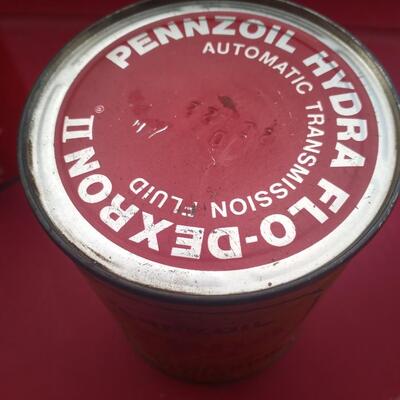 PENNZOIL HYDRA FLO-DEXRON II ®
AUTOMATIC TRANSMISSION FLUID